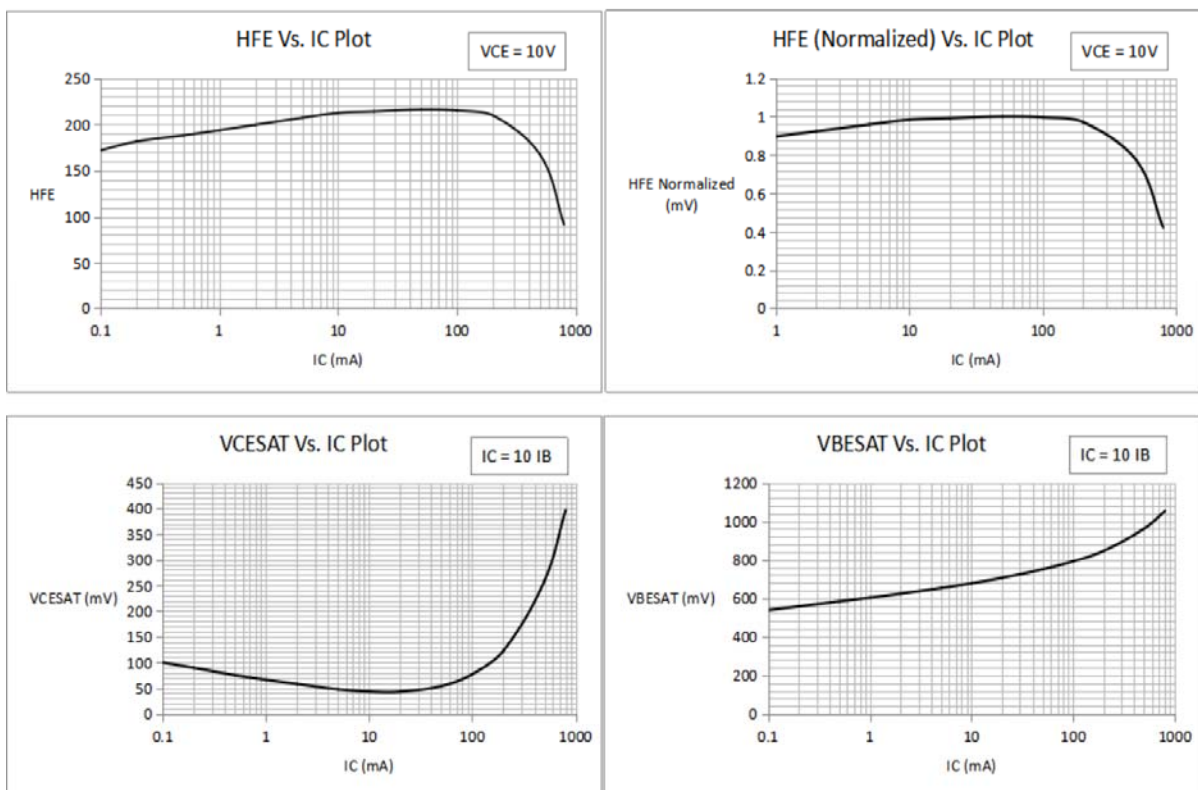 HFE Vs. IC Plot
VCE = 10V
250
200
150
100
50
0
HFE
0.1
1
10
100
1000
IC (mA)
HFE (Normalized) Vs. IC Plot
VCE = 10V
1.2
1
0.8
0.6
0.4
0.2
0
HFE Normalized
(mV)
1
10
100
1000
IC (mA)
VCESAT Vs. IC Plot
IC = 10 IB
450
400
350
300
250
200
150
100
50
0
VCESAT (mV)
0.1
1
10
100
1000
IC (mA)
VBESAT Vs. IC Plot
IC = 10 IB
1200
1000
800
600
400
200
0
VBESAT (mV)
0.1
1
10
100
1000
IC (mA)